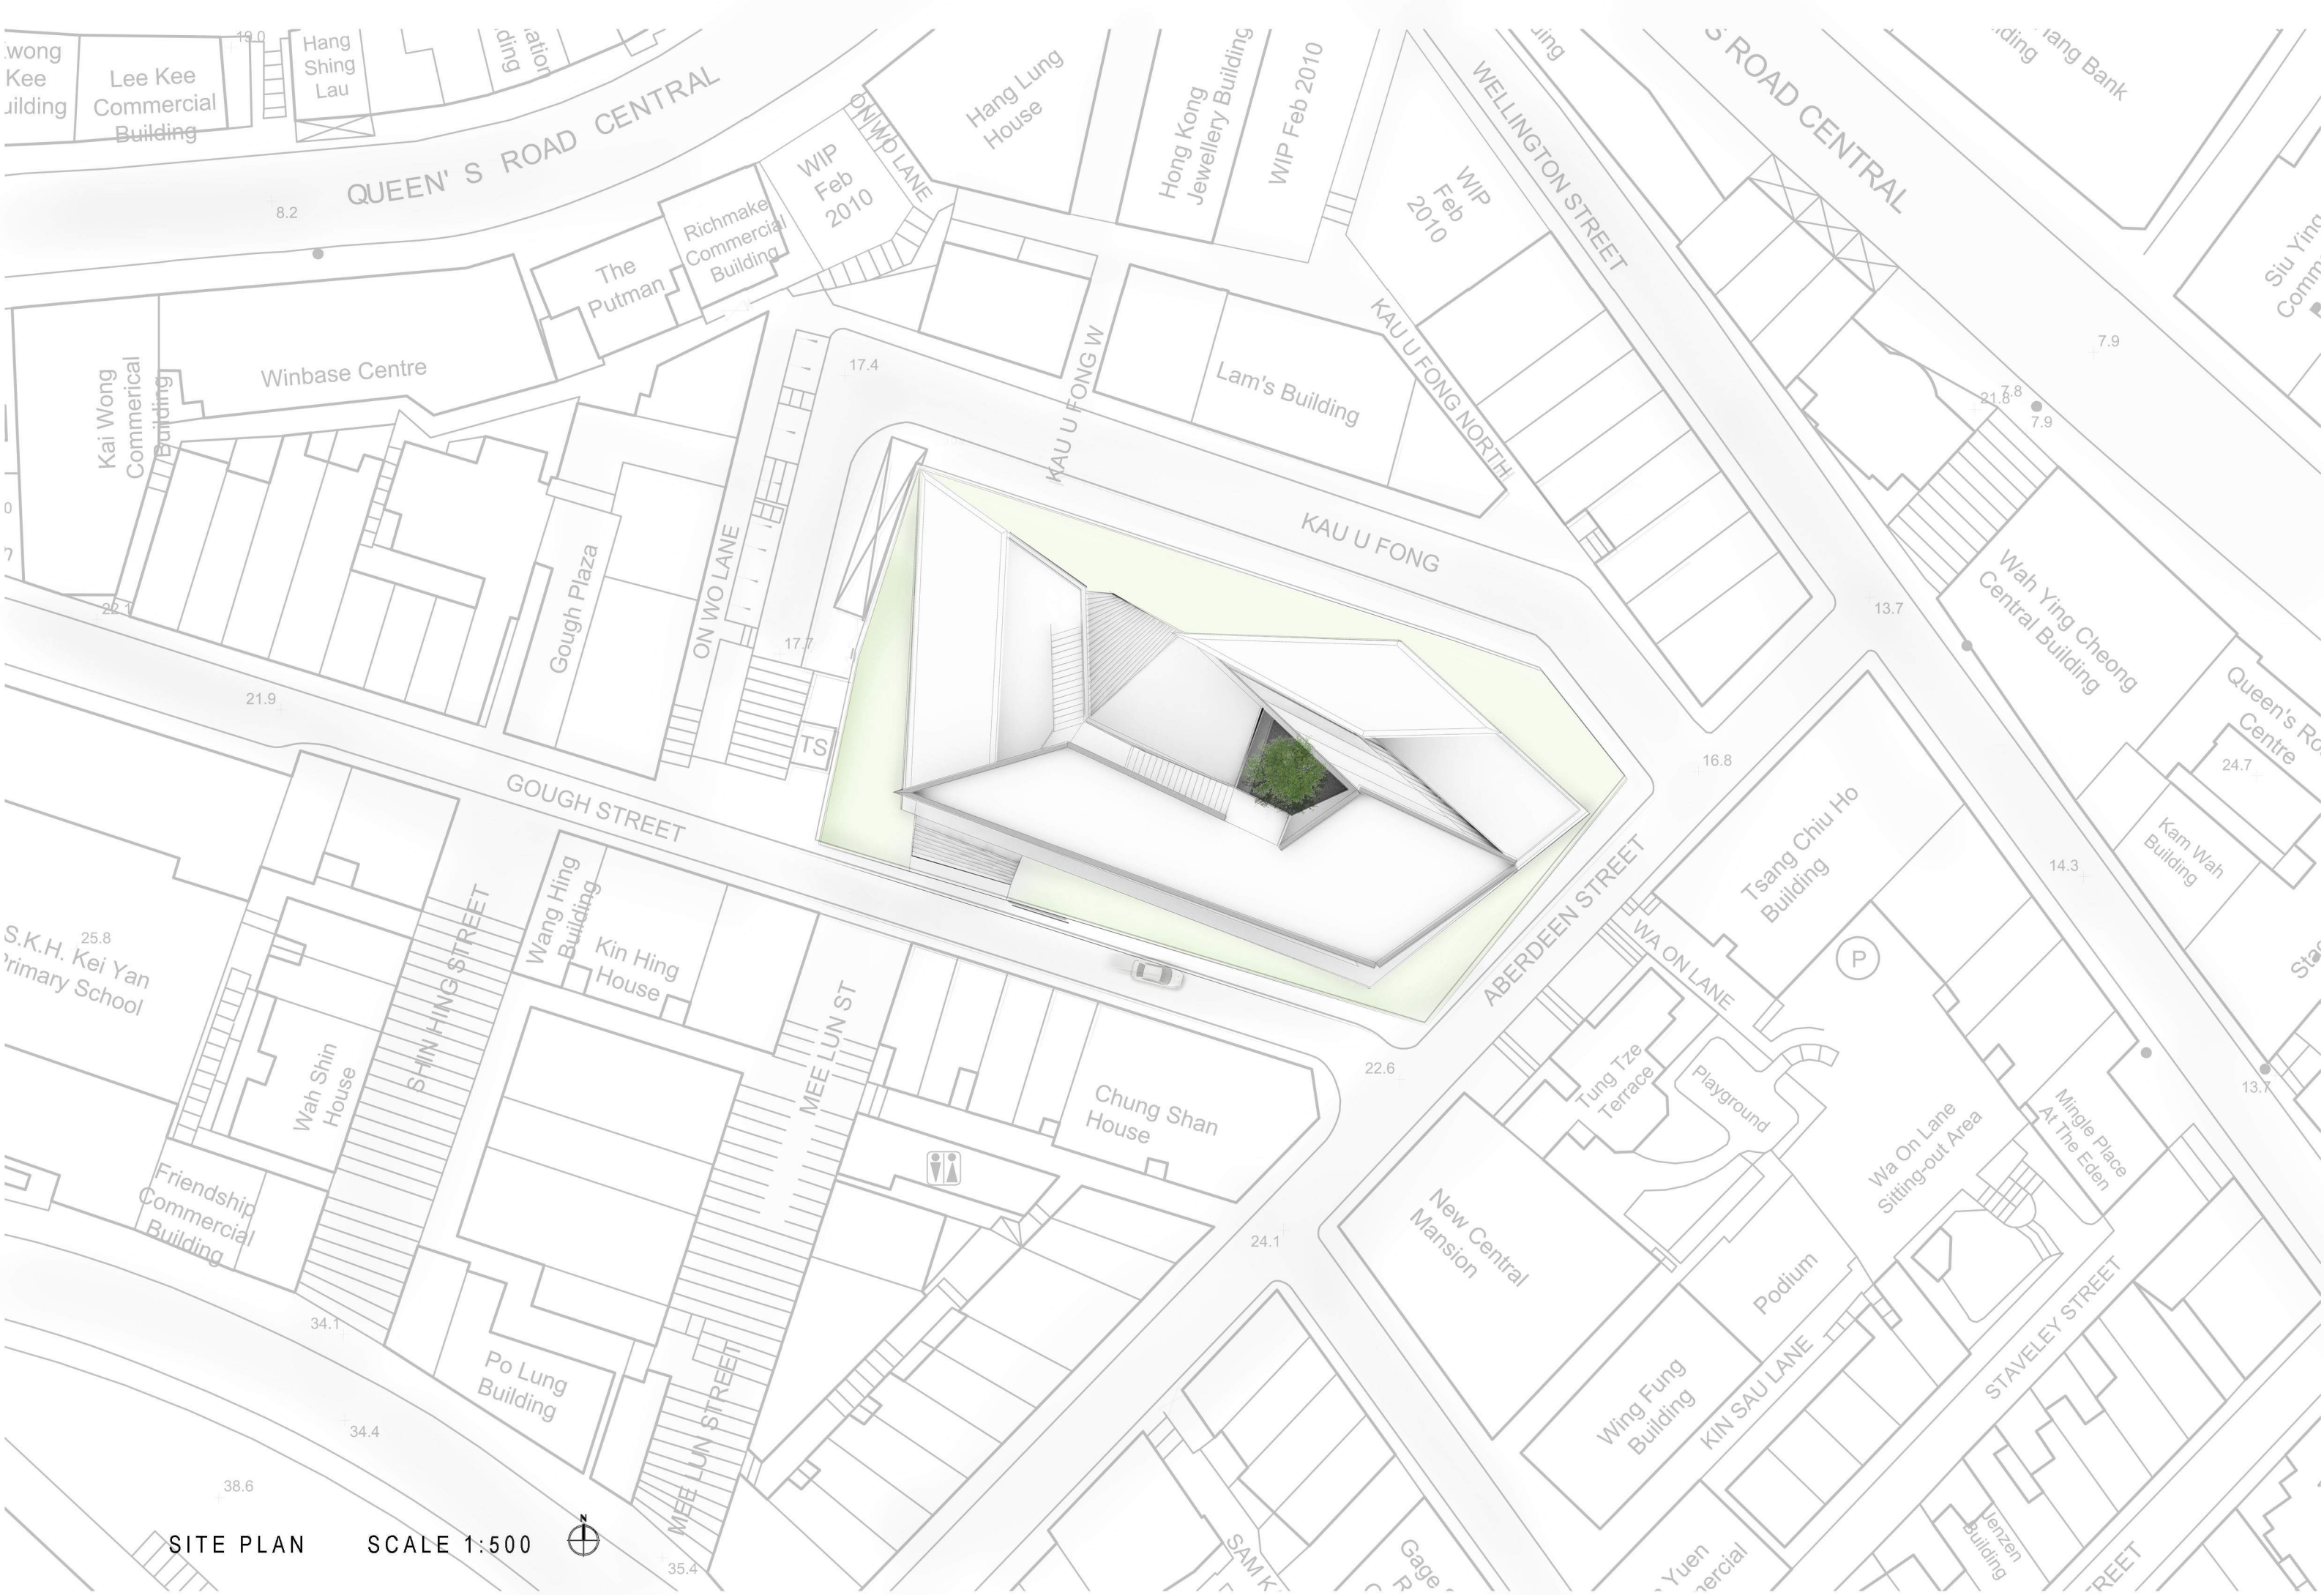 19.0
Hang
Shing
Lau
Kee
Lee Kee
Commercial
Building
QUEEN' S ROAD CENTRAL
8.2
Hang Lung
House
Hong Kong
Jewellery Building
WIP Feb 2010
WELLINGTON STREET
ROAD CENTRAL
Bank
WIP
Feb
2010
ON WO LANE
WIP
Feb
2010
Richmake
Commercial
Building
The
Putman
Winbase Centre
Kai Wong
Commerical
Building
17.4
KAU U FONG W
Lam's Building
KAU U FONG NORTH
Siu Ying
7.9
7.8
21.8
7.9
KAU U FONG
Gough Plaza
ON WO LANE
17.7
TS
22.1
21.9
GOUGH STREET
13.7
Wah Ying Cheong
Central Building
Queen's
Centre
24.7
16.8
Tsang Chiu Ho
Building
14.3
Kam Wah
Building
ABERDEEN STREET
WA ON LANE
P
S.K.H. Kei Yan
Primary School
25.8
Wah Shin
House
SHIN HING STREET
Wang Hing
Building
Kin Hing
House
MEE LUN ST
Chung Shan
House
22.6
Tung Tze
Terrace
Playground
Wa On Lane
Sitting-out Area
Mingle Place
At The Eden
13.7
Friendship
Commercial
Building
24.1
New Central
Mansion
Podium
STAVELEY STREET
34.1
Po Lung
Building
MEE LUN STREET
Wing Fung
Building
KIN SAU LANE
34.4
38.6
35.4
SAM
Gage
Yuen
Jenzen
Building
N
SITE PLAN SCALE 1:500